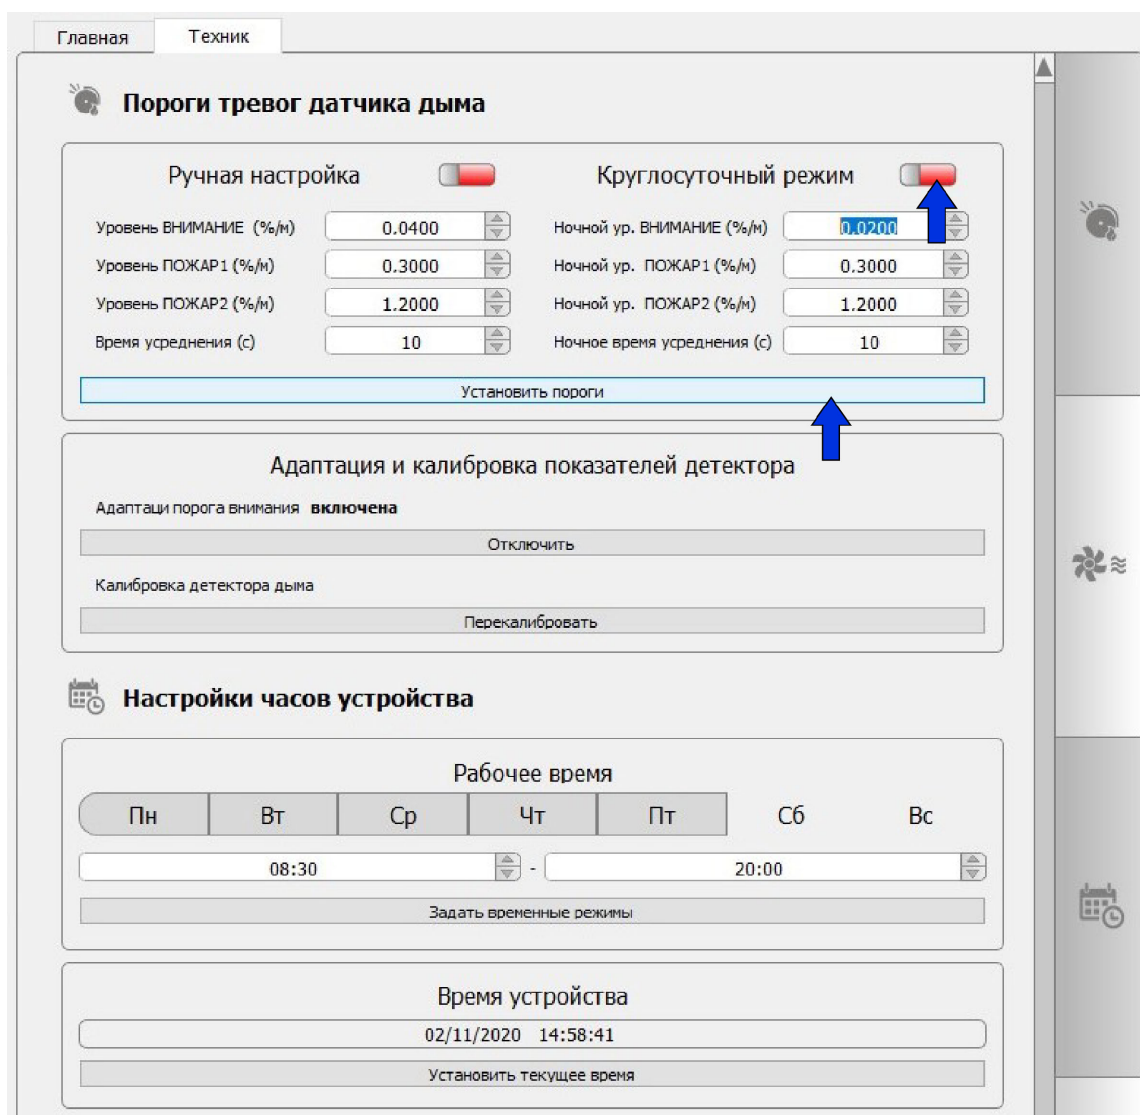 Главная Техник
Пороги тревог датчика дыма
Ручная настройка Круглосуточный режим
Уровень ВНИМАНИЕ (%/м) 0.0400 Ночной ур. ВНИМАНИЕ (%/м) 0.0200
Уровень ПОЖАР1 (%/м) 0.3000 Ночной ур. ПОЖАР1 (%/м) 0.3000
Уровень ПОЖАР2 (%/м) 1.2000 Ночной ур. ПОЖАР2 (%/м) 1.2000
Время усреднения (с) 10 Ночное время усреднения (с) 10
Установить пороги
Адаптация и калибровка показателей детектора
Адаптаци порога внимания включена
Отключить
Калибровка детектора дыма
Перекалибровать
Настройки часов устройства
Рабочее время
Пн Вт Ср Чт Пт Сб Вс
08:30 - 20:00
Задать временные режимы
Время устройства
02/11/2020 14:58:41
Установить текущее время